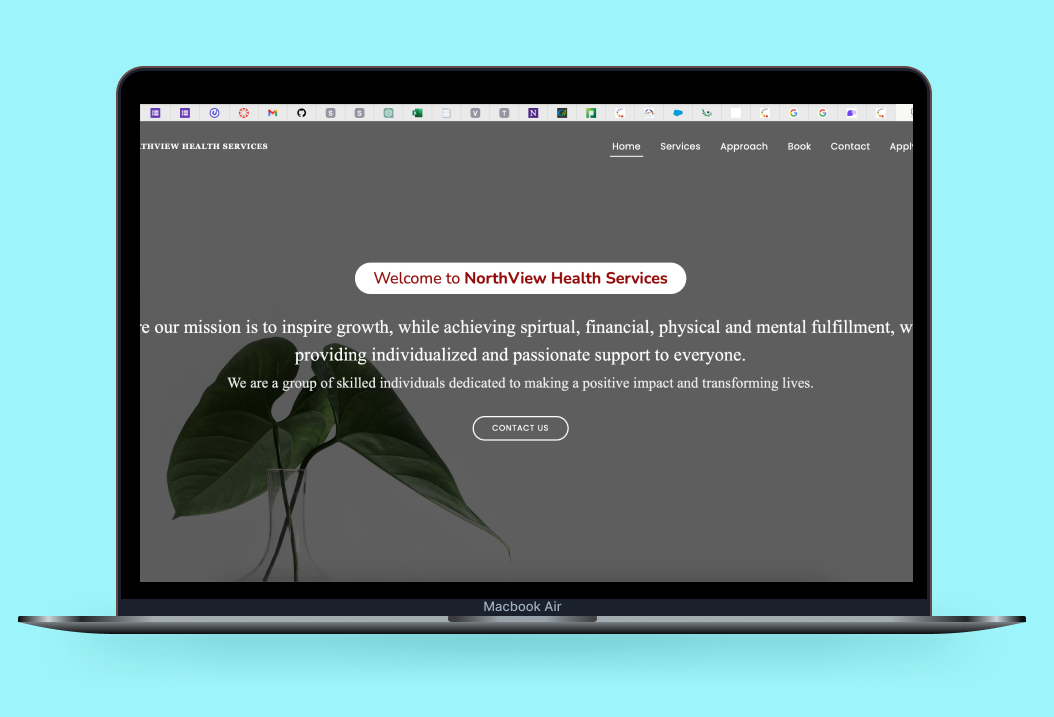 THVIEW HEALTH SERVICES
Home Services Approach Book Contact Apply
Welcome to NorthView Health Services
e our mission is to inspire growth, while achieving spirtual, financial, physical and mental fulfillment, w
providing individualized and passionate support to everyone.
We are a group of skilled individuals dedicated to making a positive impact and transforming lives.
CONTACT US
Macbook Air